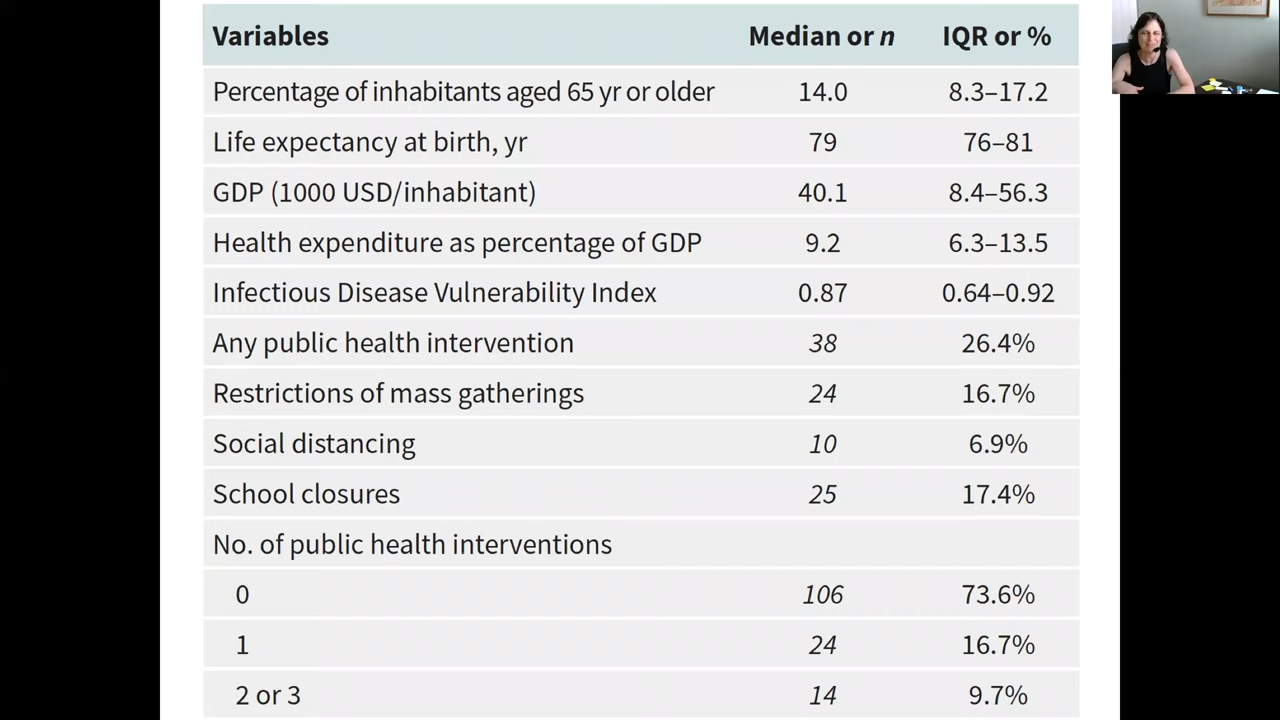 Variables Median or n IQR or %
Percentage of inhabitants aged 65 yr or older 14.0 8.3–17.2
Life expectancy at birth, yr 79 76–81
GDP (1000 USD/inhabitant) 40.1 8.4–56.3
Health expenditure as percentage of GDP 9.2 6.3–13.5
Infectious Disease Vulnerability Index 0.87 0.64–0.92
Any public health intervention 38 26.4%
Restrictions of mass gatherings 24 16.7%
Social distancing 10 6.9%
School closures 25 17.4%
No. of public health interventions
0 106 73.6%
1 24 16.7%
2 or 3 14 9.7%